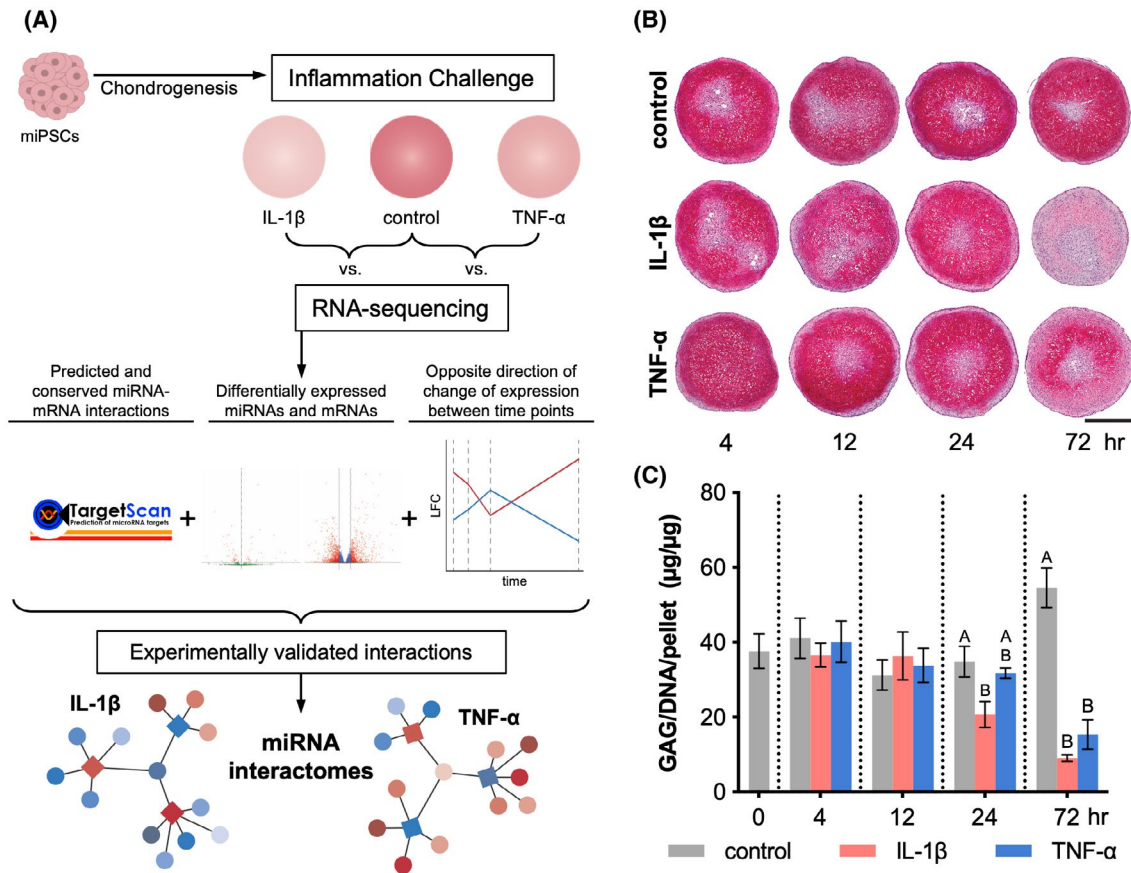 (A)
miPSCs
Chondrogenesis
Inflammation Challenge
IL-1β
control
TNF-α
vs.
vs.
RNA-sequencing
Predicted and
conserved miRNA-
mRNA interactions
Differentially expressed
miRNAs and mRNAs
Opposite direction of
change of expression
between time points
TargetScan
Prediction of microRNA targets
+
+
LFC
time
Experimentally validated interactions
IL-1β
TNF-α
miRNA
interactomes
(B)
control
IL-1β
TNF-α
4 12 24 72 hr
(C)
GAG/DNA/pellet (μg/μg)
80
60
40
20
0
A
B
A
B
A
B
B
0 4 12 24 72 hr
control IL-1β TNF-α